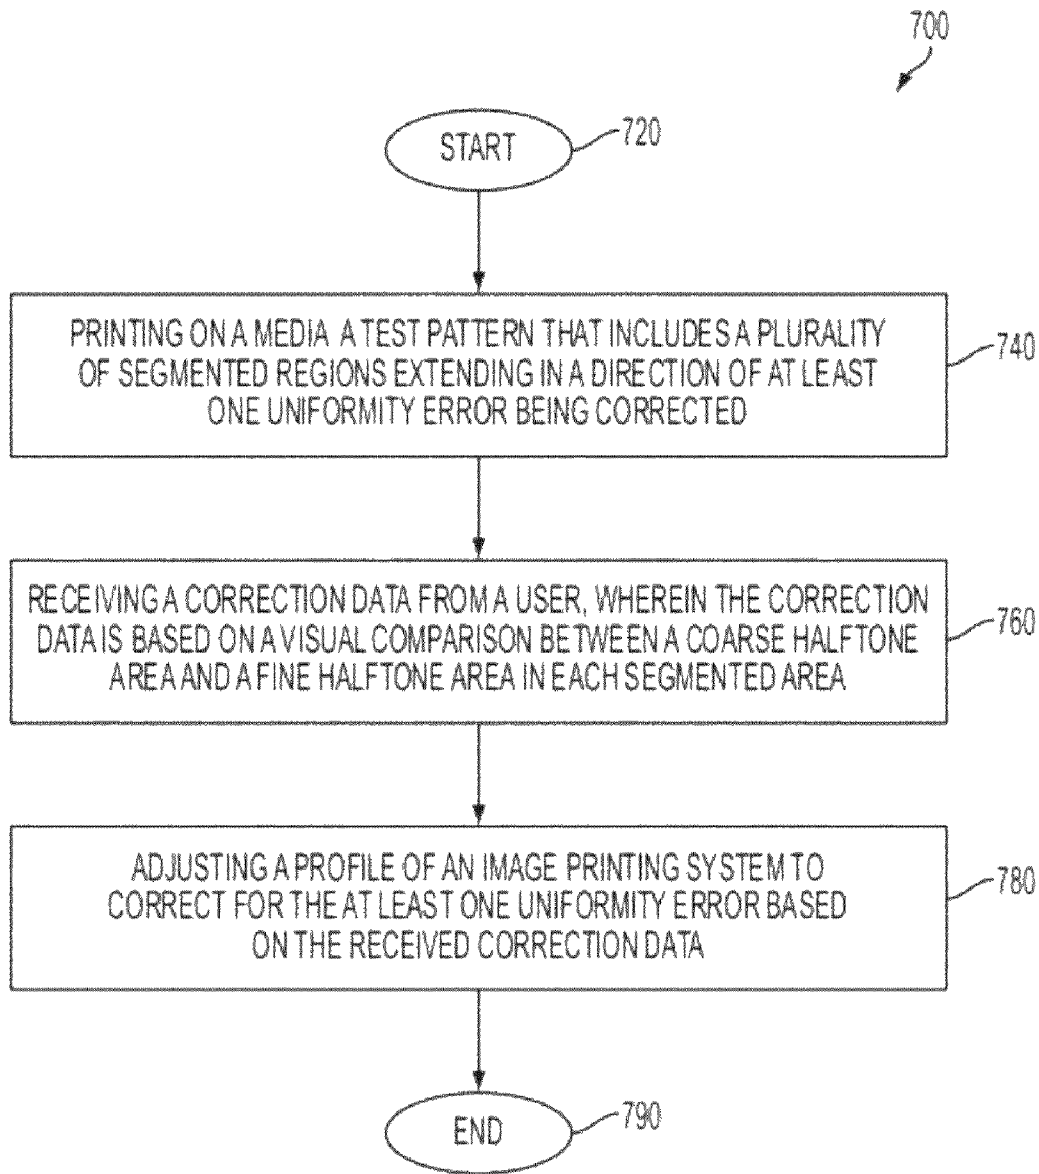 700
START
720
PRINTING ON A MEDIA A TEST PATTERN THAT INCLUDES A PLURALITY
OF SEGMENTED REGIONS EXTENDING IN A DIRECTION OF AT LEAST
ONE UNIFORMITY ERROR BEING CORRECTED
740
RECEIVING A CORRECTION DATA FROM A USER, WHEREIN THE CORRECTION
DATA IS BASED ON A VISUAL COMPARISON BETWEEN A COARSE HALFTONE
AREA AND A FINE HALFTONE AREA IN EACH SEGMENTED AREA
760
ADJUSTING A PROFILE OF AN IMAGE PRINTING SYSTEM TO
CORRECT FOR THE AT LEAST ONE UNIFORMITY ERROR BASED
ON THE RECEIVED CORRECTION DATA
780
END
790